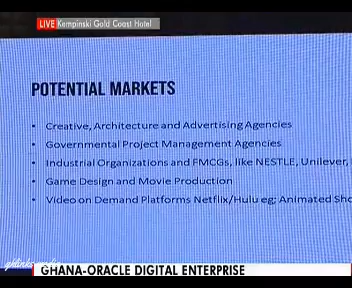 LIVE Kempinski Gold Coast Hotel
POTENTIAL MARKETS
• Creative, Architecture and Advertising Agencies
• Governmental Project Management Agencies
• Industrial Organizations and FMCGs, like NESTLE, Unilever,
• Game Design and Movie Production
• Video on Demand Platforms Netflix/Hulu eg; Animated Sho
GHANA-ORACLE DIGITAL ENTERPRISE